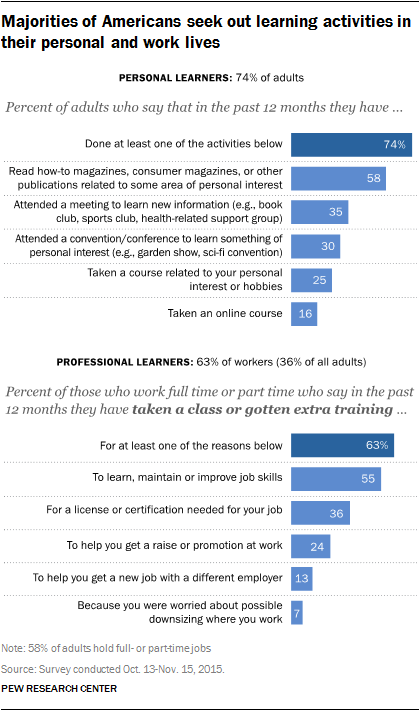 Majorities of Americans seek out learning activities in
their personal and work lives
PERSONAL LEARNERS: 74% of adults
Percent of adults who say that in the past 12 months they have ...
Done at least one of the activities below 74%
Read how-to magazines, consumer magazines, or other
publications related to some area of personal interest 58
Attended a meeting to learn new information (e.g., book
club, sports club, health-related support group) 35
Attended a convention/conference to learn something of
personal interest (e.g., garden show, sci-fi convention) 30
Taken a course related to your personal
interest or hobbies 25
Taken an online course 16
PROFESSIONAL LEARNERS: 63% of workers (36% of all adults)
Percent of those who work full time or part time who say in the past
12 months they have taken a class or gotten extra training ...
For at least one of the reasons below 63%
To learn, maintain or improve job skills 55
For a license or certification needed for your job 36
To help you get a raise or promotion at work 24
To help you get a new job with a different employer 13
Because you were worried about possible
downsizing where you work 7
Note: 58% of adults hold full- or part-time jobs
Source: Survey conducted Oct. 13-Nov. 15, 2015.
PEW RESEARCH CENTER